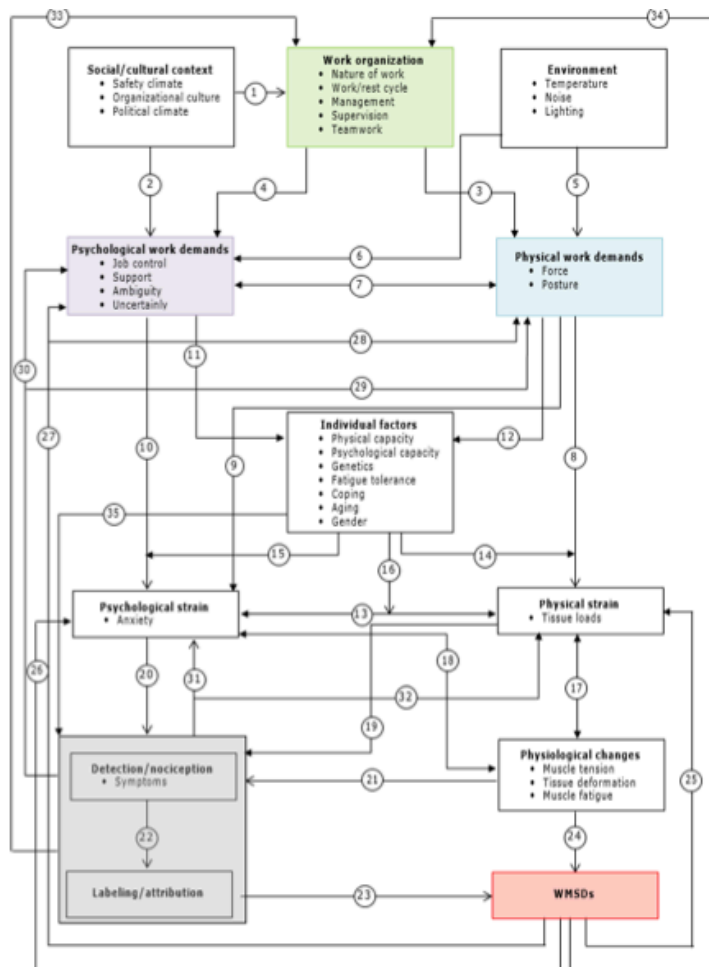 33
34
Social/cultural context
♦ Safety climate
♦ Organizational culture
♦ Political climate
1
Work organization
♦ Nature of work
♦ Work/rest cycle
♦ Management
♦ Supervision
♦ Teamwork
Environment
♦ Temperature
♦ Noise
♦ Lighting
2
4
3
5
Psychological work demands
♦ Job control
♦ Support
♦ Ambiguity
♦ Uncertainly
6
7
Physical work demands
♦ Force
♦ Posture
28
11
30
29
27
10
9
Individual factors
♦ Physical capacity
♦ Psychological capacity
♦ Genetics
♦ Fatigue tolerance
♦ Coping
♦ Aging
♦ Gender
12
8
35
15
14
16
Psychological strain
♦ Anxiety
13
Physical strain
♦ Tissue loads
26
18
20
31
32
17
19
Detection/nociception
♦ Symptoms
21
Physiological changes
♦ Muscle tension
♦ Tissue deformation
♦ Muscle fatigue
25
22
24
Labeling/attribution
23
WMSDs